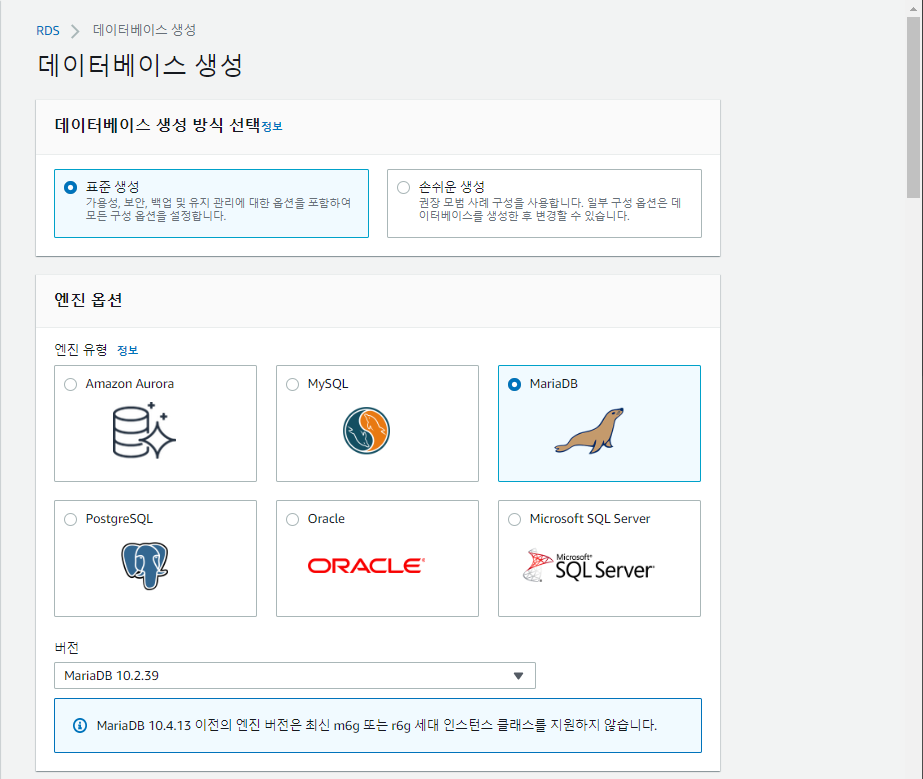 RDS > 데이터베이스 생성
데이터베이스 생성
데이터베이스 생성 방식 선택정보
표준 생성
가용성, 보안, 백업 및 유지 관리에 대한 옵션을 포함하여
모든 구성 옵션을 설정합니다.
손쉬운 생성
권장 모범 사례 구성을 사용합니다. 일부 구성 옵션은 데
이터베이스를 생성한 후 변경할 수 있습니다.
엔진 옵션
엔진 유형 정보
Amazon Aurora
MySQL
MariaDB
PostgreSQL
Oracle
ORACLE
Microsoft SQL Server
Microsoft
SQL Server
버전
MariaDB 10.2.39
MariaDB 10.4.13 이전의 엔진 버전은 최신 m6g 또는 r6g 세대 인스턴스 클래스를 지원하지 않습니다.